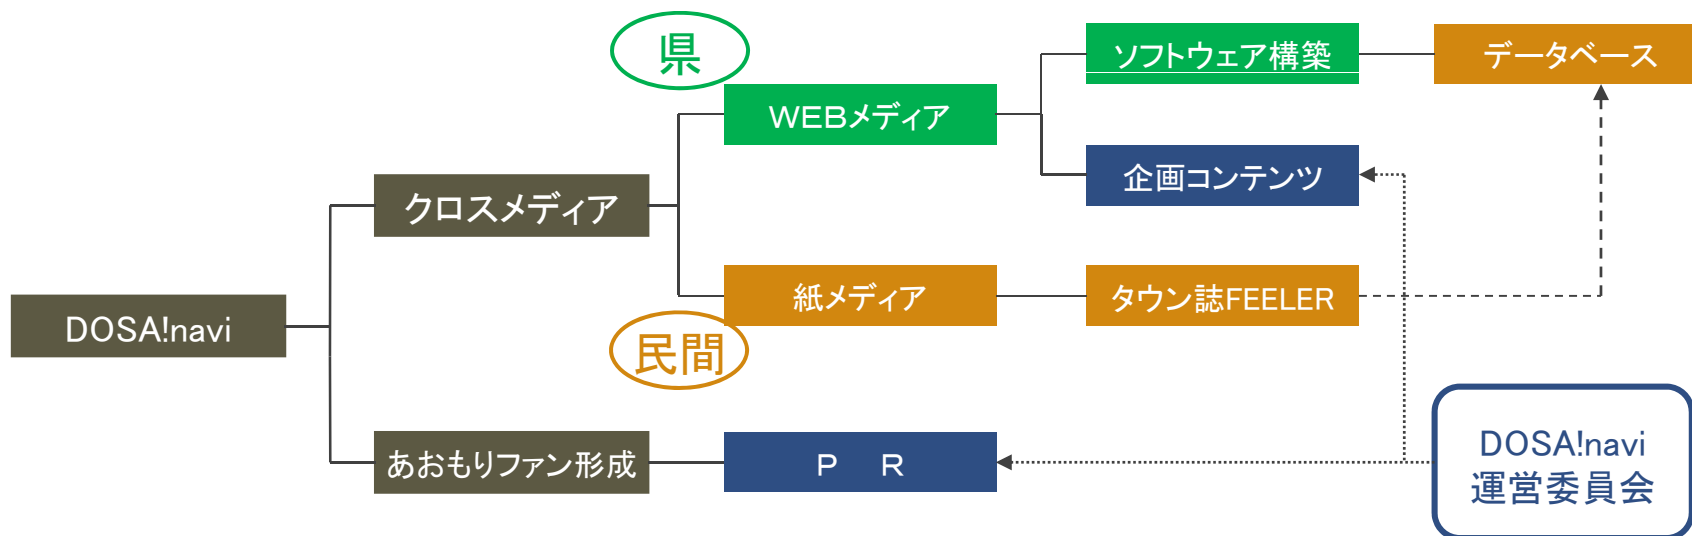 県
ソフトウェア構築
データベース
WEBメディア
企画コンテンツ
クロスメディア
紙メディア
タウン誌FEELER
DOSA!navi
民間
あおもりファン形成
P R
DOSA!navi
運営委員会